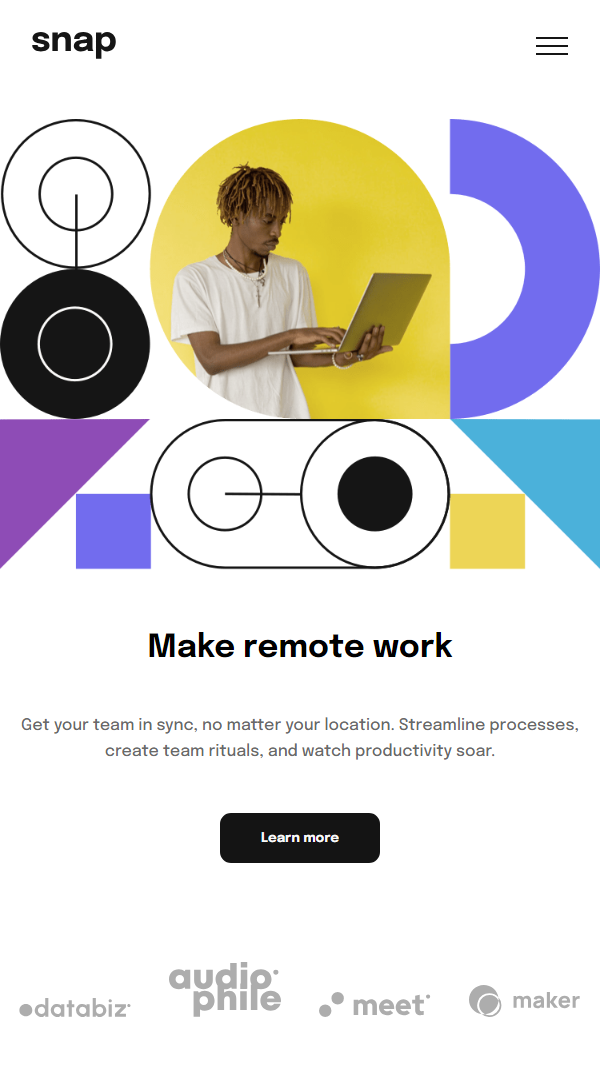 snap
Make remote work
Get your team in sync, no matter your location. Streamline processes,
create team rituals, and watch productivity soar.
Learn more
databiz
audio
phile
meet
maker